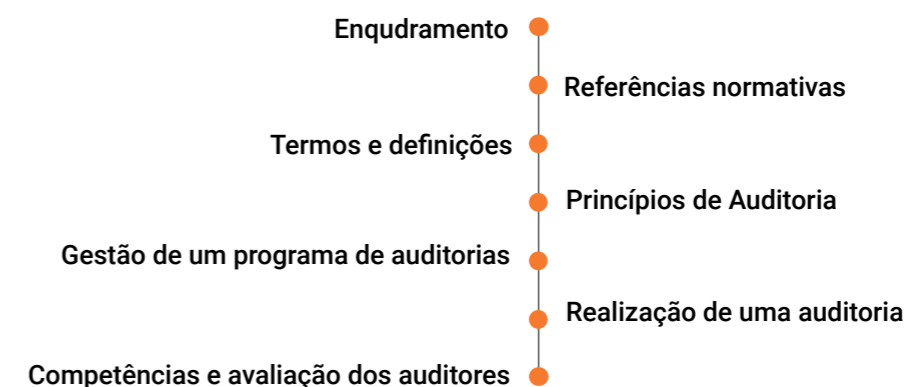 Enqudramento
Referências normativas
Termos e definições
Princípios de Auditoria
Gestão de um programa de auditorias
Realização de uma auditoria
Competências e avaliação dos auditores